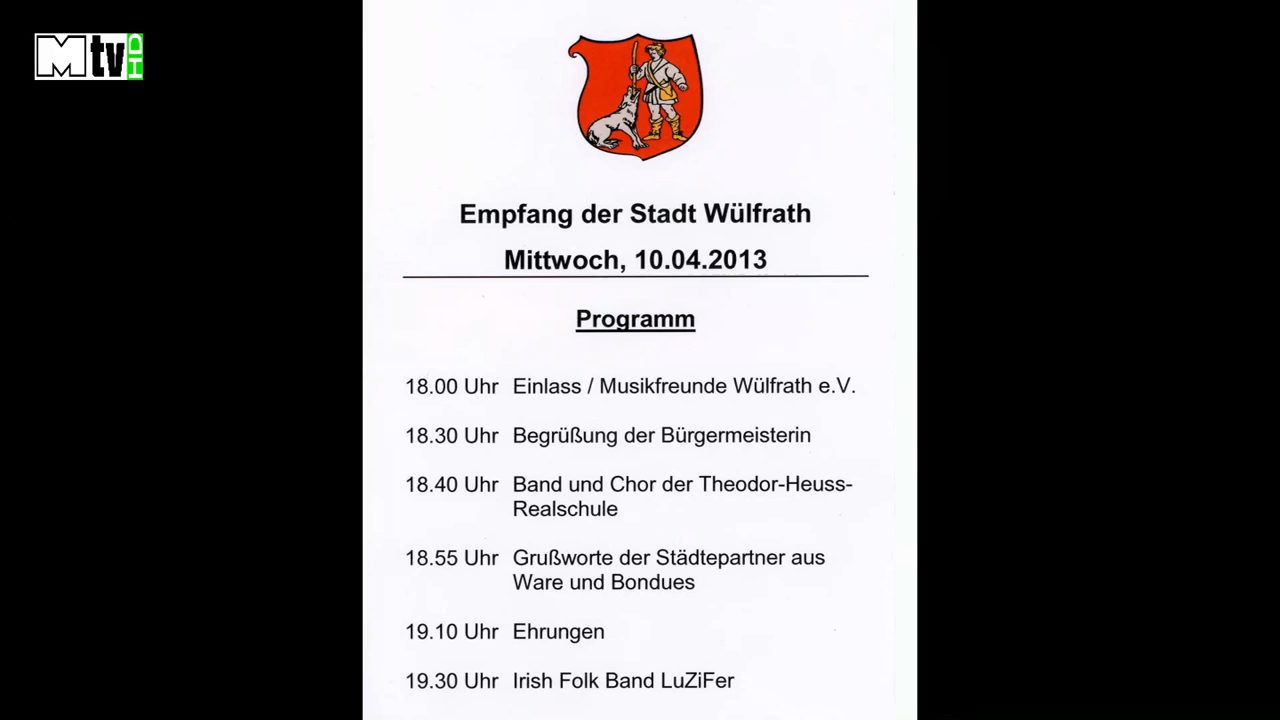 MtvHD
Empfang der Stadt Wülfrath
Mittwoch, 10.04.2013
Programm
18.00 Uhr Einlass / Musikfreunde Wülfrath e.V.
18.30 Uhr Begrüßung der Bürgermeisterin
18.40 Uhr Band und Chor der Theodor-Heuss-
Realschule
18.55 Uhr Grußworte der Städtepartner aus
Ware und Bondues
19.10 Uhr Ehrungen
19.30 Uhr Irish Folk Band LuZiFer